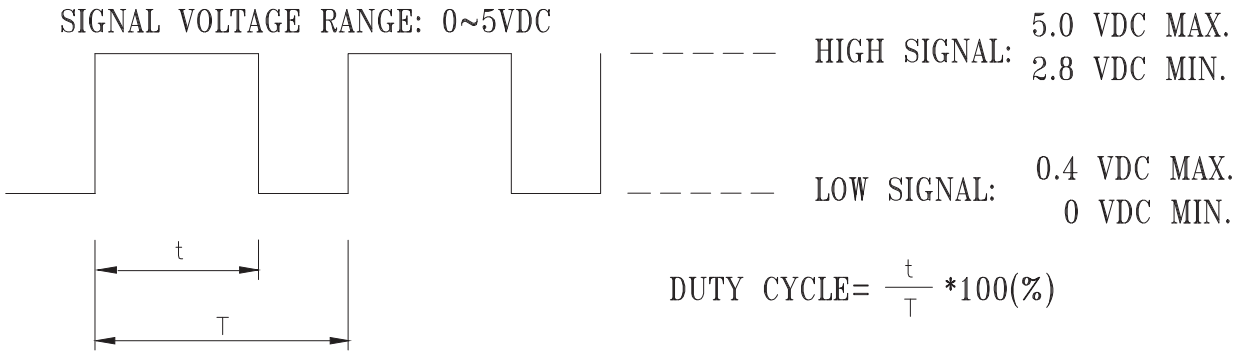 SIGNAL VOLTAGE RANGE: 0~5VDC
HIGH SIGNAL: 5.0 VDC MAX.
2.8 VDC MIN.
LOW SIGNAL: 0.4 VDC MAX.
0 VDC MIN.
t
T
DUTY CYCLE= t/T *100(%)